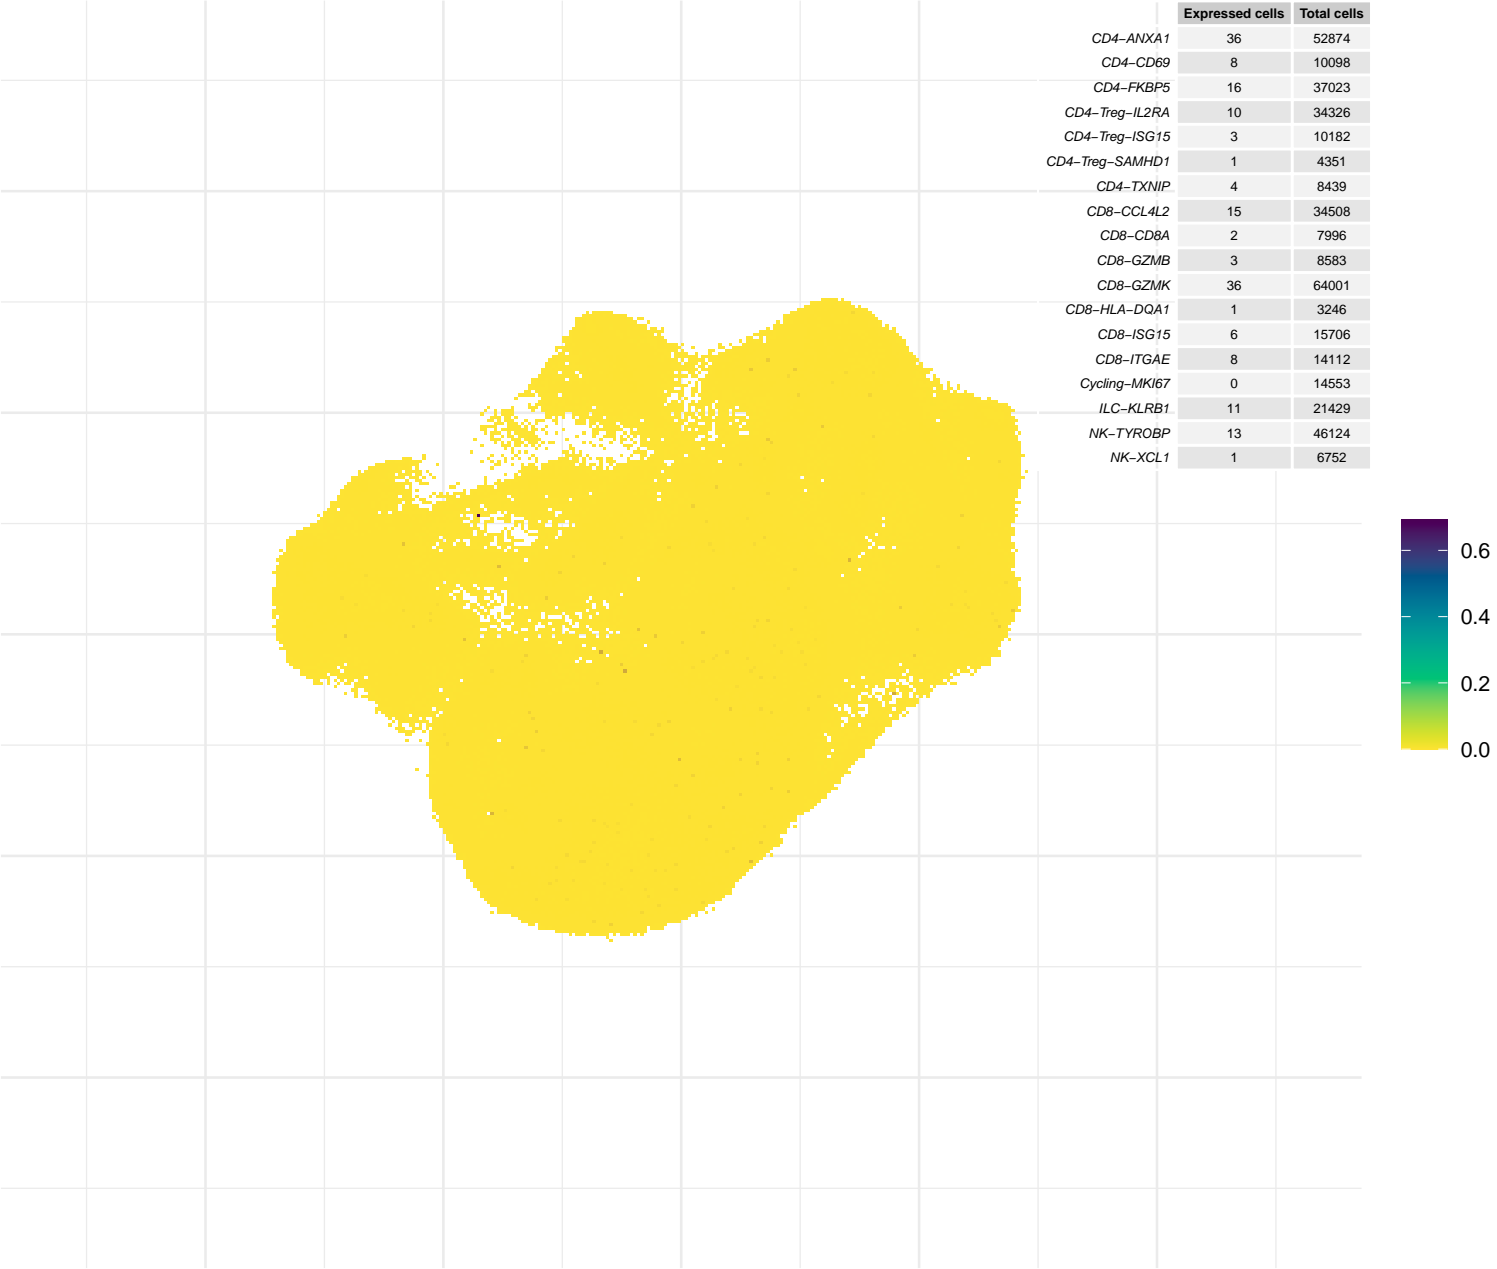 Expressed cells Total cells
CD4−ANXA1 36 52874
CD4−CD69 8 10098
CD4−FKBP5 16 37023
CD4−Treg−IL2RA 10 34326
CD4−Treg−ISG15 3 10182
CD4−Treg−SAMHD1 1 4351
CD4−TXNIP 4 8439
CD8−CCL4L2 15 34508
CD8−CD8A 2 7996
CD8−GZMB 3 8583
CD8−GZMK 36 64001
CD8−HLA−DQA1 1 3246
CD8−ISG15 6 15706
CD8−ITGAE 8 14112
Cycling−MKI67 0 14553
ILC−KLRB1 11 21429
NK−TYROBP 13 46124
NK−XCL1 1 6752
0.6
0.4
0.2
0.0